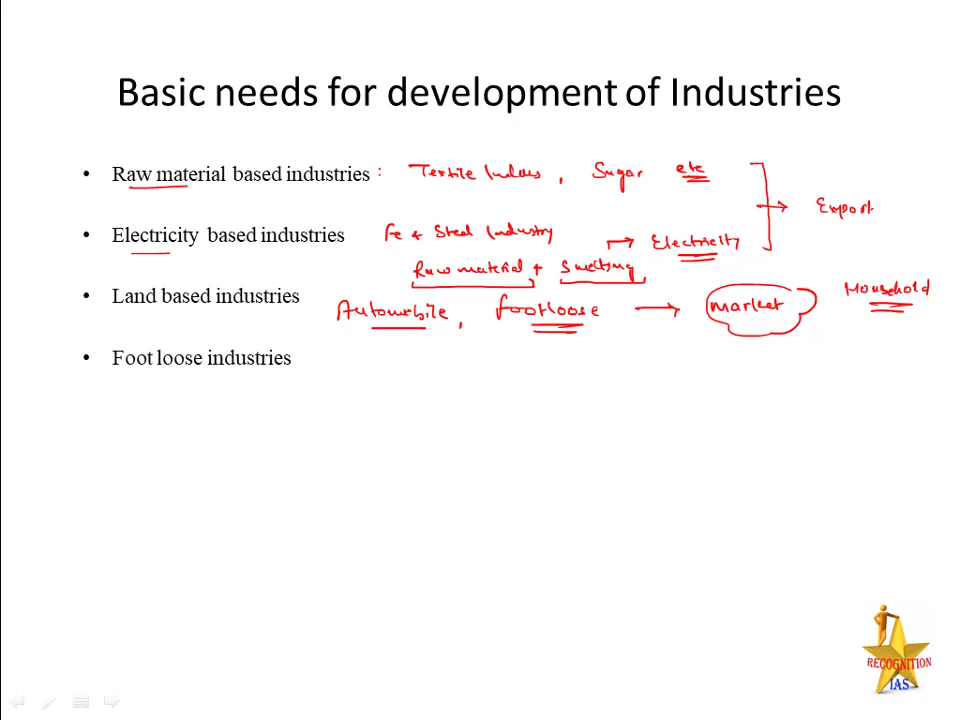 Basic needs for development of Industries
• Raw material based industries : Textile Indus , Sugar etc
Export
• Electricity based industries Fe & Steel Industry
Electricity
Raw material + Smelting
Household
• Land based industries Automobile , footloose → market
• Foot loose industries
RECOGNITION
IAS